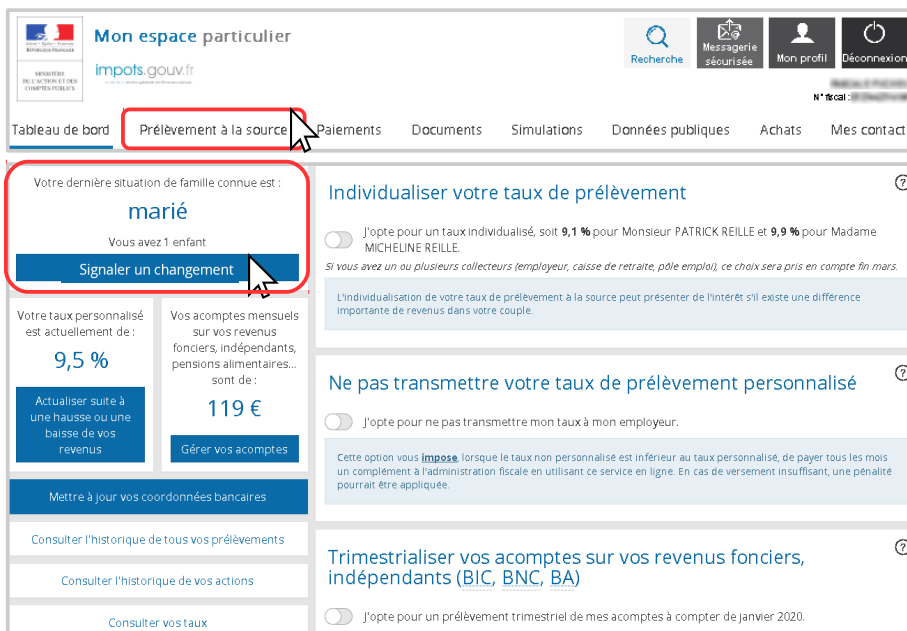 Mon espace particulier
impots.gouv.fr
Liberté • Égalité • Fraternité
RÉPUBLIQUE FRANÇAISE
MINISTÈRE
DE L'ACTION ET DES
COMPTES PUBLICS
Recherche
Messagerie
sécurisée
Mon profil
Déconnexion
N° fiscal :
Tableau de bord
Prélèvement à la source
Paiements
Documents
Simulations
Données publiques
Achats
Mes contact
Votre dernière situation de famille connue est :
marié
Vous avez 1 enfant
Signaler un changement
Votre taux personnalisé
est actuellement de :
9,5 %
Actualiser suite à
une hausse ou une
baisse de vos
revenus
Vos acomptes mensuels
sur vos revenus
fonciers, indépendants,
pensions alimentaires...
sont de :
119 €
Gérer vos acomptes
Mettre à jour vos coordonnées bancaires
Consulter l'historique de tous vos prélèvements
Consulter l'historique de vos actions
Consulter vos taux
Individualiser votre taux de prélèvement
J'opte pour un taux individualisé, soit 9,1 % pour Monsieur PATRICK REILLE et 9,9 % pour Madame
MICHELINE REILLE.
Si vous avez un ou plusieurs collecteurs (employeur, caisse de retraite, pôle emploi), ce choix sera pris en compte fin mars.
L'individualisation de votre taux de prélèvement à la source peut présenter de l'intérêt s'il existe une différence
importante de revenus dans votre couple.
Ne pas transmettre votre taux de prélèvement personnalisé
J'opte pour ne pas transmettre mon taux à mon employeur.
Cette option vous impose, lorsque le taux non personnalisé est inférieur au taux personnalisé, de payer tous les mois
un complément à l'administration fiscale en utilisant ce service en ligne. En cas de versement insuffisant, une pénalité
pourrait être appliquée.
Trimestrialiser vos acomptes sur vos revenus fonciers,
indépendants (BIC, BNC, BA)
J'opte pour un prélèvement trimestriel de mes acomptes à compter de janvier 2020.